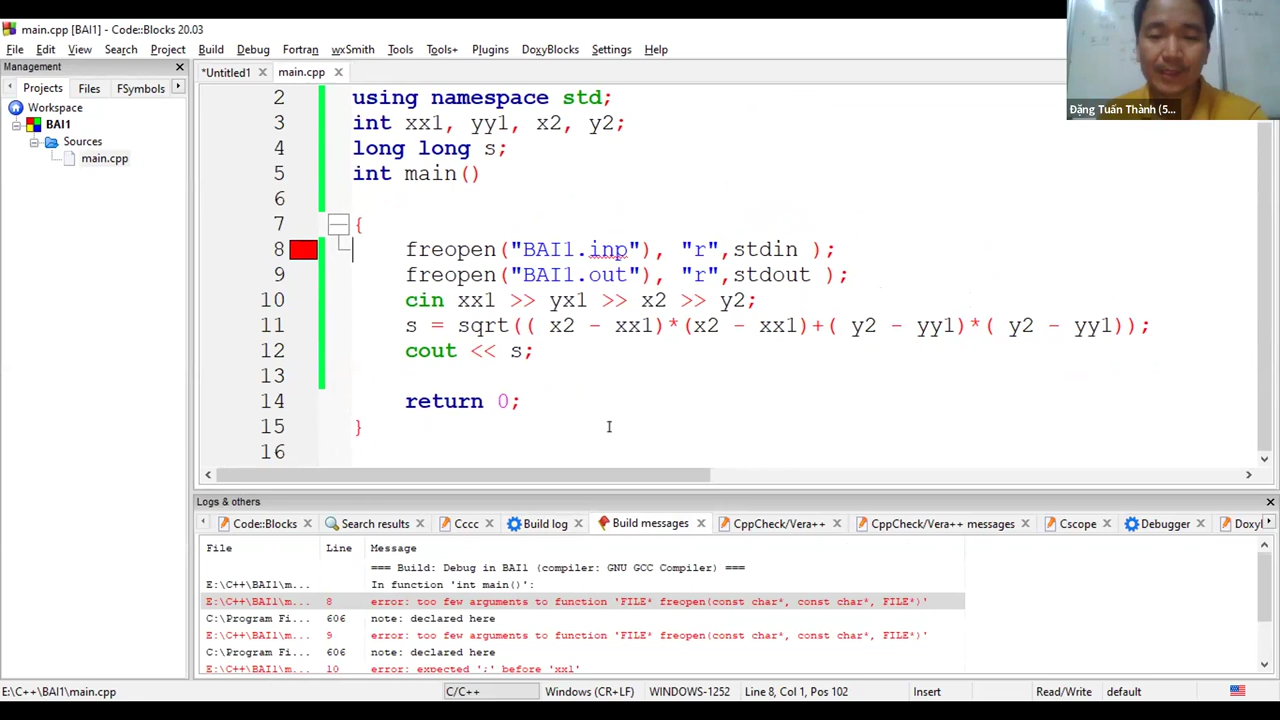 main.cpp [BAI1] - Code::Blocks 20.03
File Edit View Search Project Build Debug Fortran wxSmith Tools Tools+ Plugins DoxyBlocks Settings Help
Management
Projects Files FSymbols
Workspace
BAI1
Sources
main.cpp
*Untitled1 main.cpp
Đặng Tuấn Thành (5...
2 using namespace std;
3 int xx1, yy1, x2, y2;
4 long long s;
5 int main()
6
7 {
8 freopen("BAI1.inp"), "r",stdin );
9 freopen("BAI1.out"), "r",stdout );
10 cin xx1 >> yx1 >> x2 >> y2;
11 s = sqrt(( x2 - xx1)*(x2 - xx1)+( y2 - yy1)*( y2 - yy1));
12 cout << s;
13
14 return 0;
15 }
16
Logs & others
Code::Blocks Search results Cccc Build log Build messages CppCheck/Vera++ CppCheck/Vera++ messages Cscope Debugger Doxyl
File Line Message
=== Build: Debug in BAI1 (compiler: GNU GCC Compiler) ===
E:\C++\BAI1\m... In function 'int main()':
E:\C++\BAI1\m... 8 error: too few arguments to function 'FILE* freopen(const char*, const char*, FILE*)'
C:\Program Fi... 606 note: declared here
E:\C++\BAI1\m... 9 error: too few arguments to function 'FILE* freopen(const char*, const char*, FILE*)'
C:\Program Fi... 606 note: declared here
E:\C++\BAI1\m... 10 error: expected ';' before 'xx1'
E:\C++\BAI1\main.cpp C/C++ Windows (CR+LF) WINDOWS-1252 Line 8, Col 1, Pos 102 Insert Read/Write default